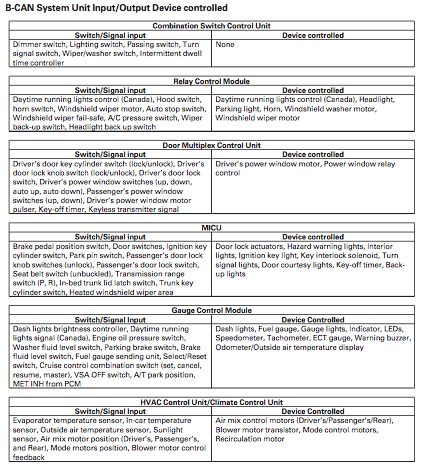 B-CAN System Unit Input/Output Device controlled
Combination Switch Control Unit
Switch/Signal input
Device controlled
Dimmer switch, Lighting switch, Passing switch, Turn
signal switch, Wiper/washer switch, Intermittent dwell
time controller
None
Relay Control Module
Switch/Signal input
Device controlled
Daytime running lights control (Canada), Hood switch,
horn switch, Windshield wiper motor, Auto stop switch,
Windshield wiper fail-safe, A/C pressure switch, Wiper
back-up switch, Headlight back up switch
Daytime running lights control (Canada), Headlight,
Parking light, Horn, Windshield washer motor,
Windshield wiper motor
Door Multiplex Control Unit
Switch/Signal input
Device controlled
Driver's door key cylinder switch (lock/unlock), Driver's
door lock knob switch (lock/unlock), Driver's door lock
switch, Driver's power window switches (up, down,
auto up, auto down), Passenger's power window
switches (up, down), Driver's power window motor
pulser, Key-off timer, Keyless transmitter signal
Driver's power window motor, Power window relay
control
MICU
Switch/Signal input
Device controlled
Brake pedal position switch, Door switches, Ignition key
cylinder switch, Park pin switch, Passenger's door lock
knob switches (unlock), Passenger's door lock switch,
Seat belt switch (unbuckled), Transmission range
switch (P, R), In-bed trunk lid latch switch, Trunk key
cylinder switch, Heated windshield wiper area
Door lock actuators, Hazard warning lights, Interior
lights, Ignition key light, Key interlock solenoid, Turn
signal lights, Door courtesy lights, Key-off timer, Back-
up lights
Gauge Control Module
Switch/Signal Input
Device Controlled
Dash lights brightness controller, Daytime running
lights signal (Canada), Engine oil pressure switch,
Washer fluid level switch, Parking brake switch, Brake
fluid level switch, Fuel gauge sending unit, Select/Reset
switch, Cruise control combination switch (set, cancel,
resume, master), VSA OFF switch, A/T park position,
MET INH from PCM
Dash lights, Fuel gauge, Gauge lights, Indicator, LEDs,
Speedometer, Tachometer, ECT gauge, Warning buzzer,
Odometer/Outside air temperature display
HVAC Control Unit/Climate Control Unit
Switch/Signal Input
Device Controlled
Evaporator temperature sensor, In-car temperature
sensor, Outside air temperature sensor, Sunlight
sensor, Air mix motor position (Driver's, Passenger's,
and Rear), Mode motors position, Blower motor control
feedback
Air mix control motors (Driver's/Passenger's/Rear),
Blower motor transistor, Mode control motors,
Recirculation motor